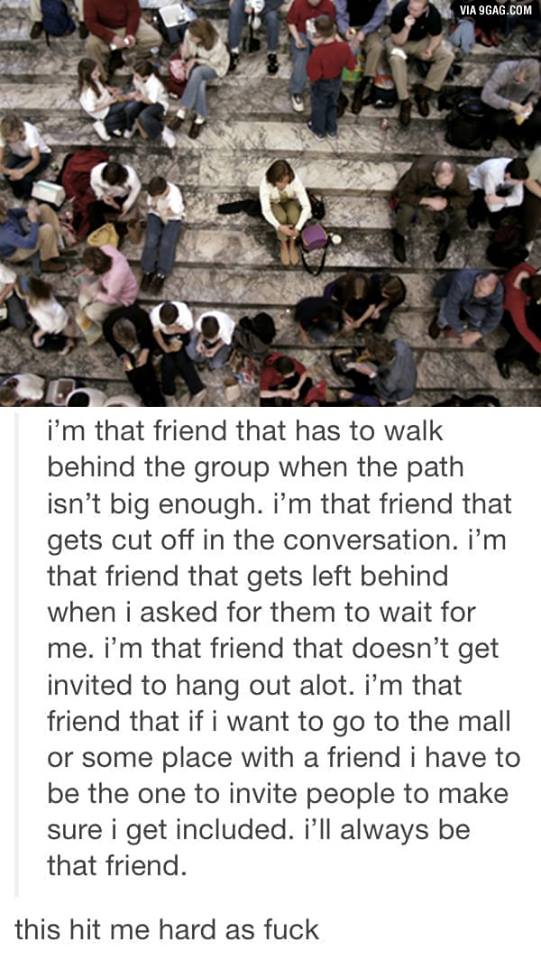 VIA 9GAG.COM
i'm that friend that has to walk
behind the group when the path
isn't big enough. i'm that friend that
gets cut off in the conversation. i'm
that friend that gets left behind
when i asked for them to wait for
me. i'm that friend that doesn't get
invited to hang out alot. i'm that
friend that if i want to go to the mall
or some place with a friend i have to
be the one to invite people to make
sure i get included. i'll always be
that friend.
this hit me hard as fuck